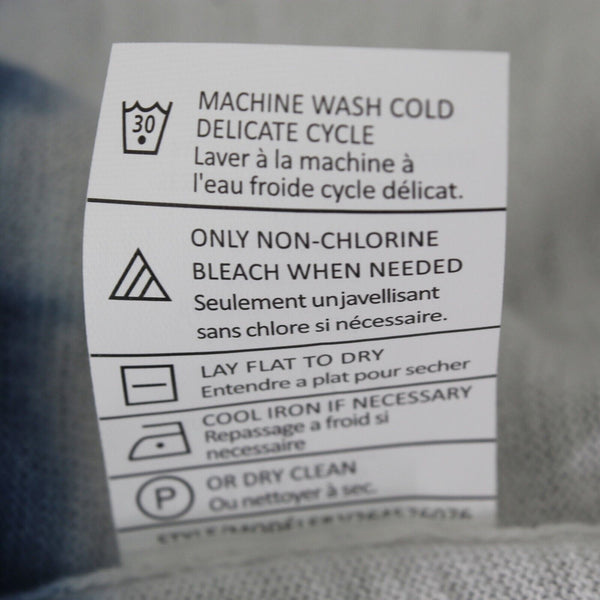 30
MACHINE WASH COLD
DELICATE CYCLE
Laver à la machine à
l'eau froide cycle délicat.
ONLY NON-CHLORINE
BLEACH WHEN NEEDED
Seulement un javellisant
sans chlore si nécessaire.
LAY FLAT TO DRY
Entendre a plat pour secher
COOL IRON IF NECESSARY
Repassage a froid si
necessaire
P
OR DRY CLEAN
Ou nettoyer à sec.